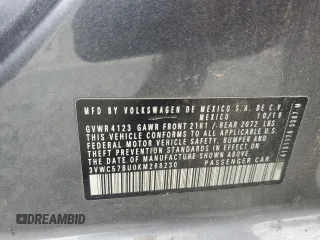 MFD. BY VOLKSWAGEN DE MEXICO S.A. DE C.V.
MEXICO 10/18
GVWR 4123 GAWR FRONT 2161 / REAR 2072 LBS
THIS VEHICLE CONFORMS TO ALL APPLICABLE
FEDERAL MOTOR VEHICLE SAFETY, BUMPER AND
THEFT PREVENTION STANDARDS IN EFFECT ON THE
DATE OF MANUFACTURE SHOWN ABOVE.
3VWC57BU0KM268230 PASSENGER CAR